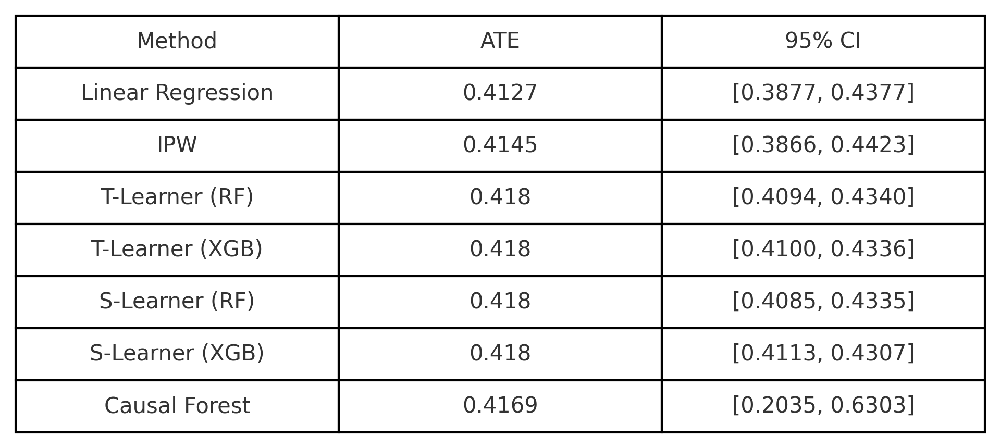 Method ATE 95% CI
Linear Regression 0.4127 [0.3877, 0.4377]
IPW 0.4145 [0.3866, 0.4423]
T-Learner (RF) 0.418 [0.4094, 0.4340]
T-Learner (XGB) 0.418 [0.4100, 0.4336]
S-Learner (RF) 0.418 [0.4085, 0.4335]
S-Learner (XGB) 0.418 [0.4113, 0.4307]
Causal Forest 0.4169 [0.2035, 0.6303]